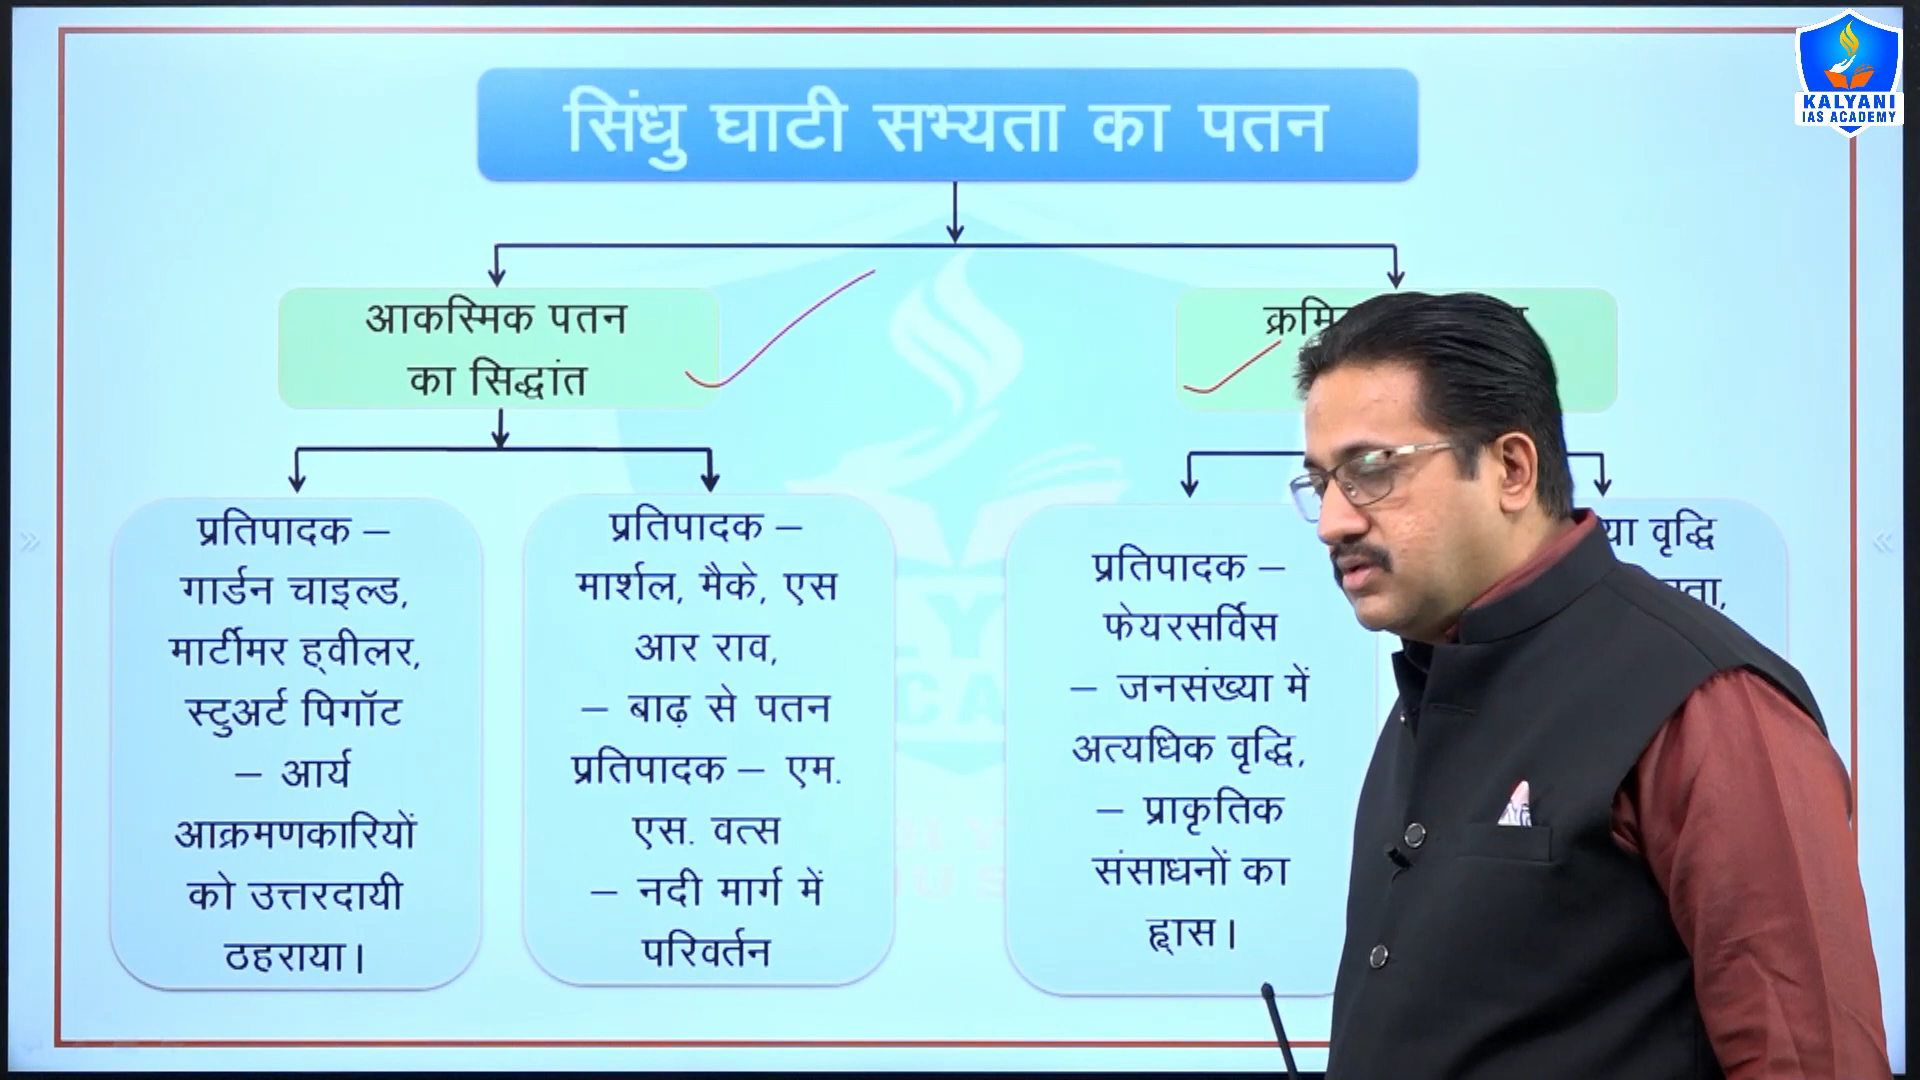 KALYANI
IAS ACADEMY
सिंधु घाटी सभ्यता का पतन
आकस्मिक पतन
का सिद्धांत
प्रतिपादक –
गार्डन चाइल्ड,
मार्टीमर ह्वीलर,
स्टुअर्ट पिगॉट
– आर्य
आक्रमणकारियों
को उत्तरदायी
ठहराया।
प्रतिपादक –
मार्शल, मैके, एस
आर राव,
– बाढ़ से पतन
प्रतिपादक – एम.
एस. वत्स
– नदी मार्ग में
परिवर्तन
प्रतिपादक –
फेयरसर्विस
– जनसंख्या में
अत्यधिक वृद्धि,
– प्राकृतिक
संसाधनों का
ह्रास।
वृद्धि